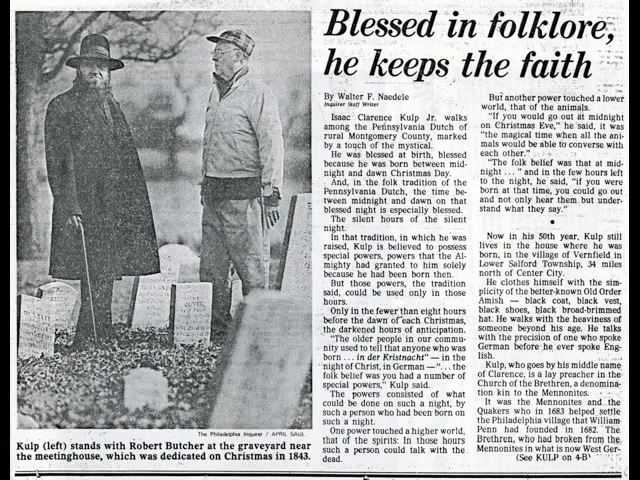 Blessed in folklore,
he keeps the faith
By Walter F. Naedele
Inquirer Staff Writer
Isaac Clarence Kulp Jr. walks
among the Pennsylvania Dutch of
rural Montgomery County, marked
by a touch of the mystical.
He was blessed at birth, blessed
because he was born between mid-
night and dawn Christmas Day.
And, in the folk tradition of the
Pennsylvania Dutch, the time be-
tween midnight and dawn on that
blessed night is especially blessed.
The silent hours of the silent
night.
In that tradition, in which he was
raised, Kulp is believed to possess
special powers, powers that the Al-
mighty had granted to him solely
because he had been born then.
But those powers, the tradition
said, could be used only in those
hours.
Only in the fewer than eight hours
before the dawn of each Christmas,
the darkened hours of anticipation.
"The older people in our com-
munity used to tell that anyone who was
born ... in der Kristnacht" — in the
night of Christ, in German — "... the
folk belief was you had a number of
special powers," Kulp said.
The powers consisted of what
could be done on such a night, by
such a person who had been born on
such a night.
One power touched a higher world,
that of the spirits: In those hours
such a person could talk with the
dead.
But another power touched a lower
world, that of the animals.
"If you would go out at midnight
on Christmas Eve," he said, it was
"the magical time when all the ani-
mals would be able to converse with
each other."
"The folk belief was that at mid-
night ... " and in the few hours left
to the night, he said, "if you were
born at that time, you could go out
and not only hear them but under-
stand what they say."
•
Now in his 50th year, Kulp still
lives in the house where he was
born, in the village of Vernfield in
Lower Salford Township, 34 miles
north of Center City.
He clothes himself with the sim-
plicity of the better-known Old Order
Amish — black coat, black vest,
black shoes, black broad-brimmed
hat. He walks with the heaviness of
someone beyond his age. He talks
with the precision of one who spoke
German before he ever spoke Eng-
lish.
Kulp, who goes by his middle name
of Clarence, is a lay preacher in the
Church of the Brethren, a denomina-
tion kin to the Mennonites.
It was the Mennonites and the
Quakers who in 1683 helped settle
the Philadelphia village that William
Penn had founded in 1682. The
Brethren, who had broken from the
Mennonites in what is now West Ger-
(See KULP on 4-B)
The Philadelphia Inquirer / APRIL SAUL
Kulp (left) stands with Robert Butcher at the graveyard near
the meetinghouse, which was dedicated on Christmas in 1843.